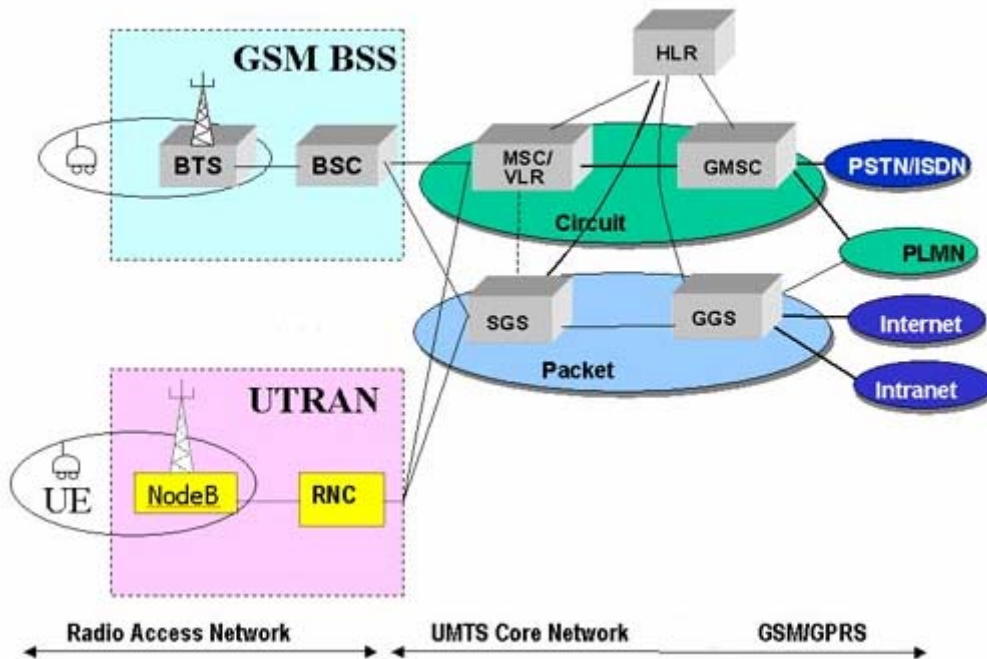 GSM BSS
HLR
BTS
BSC
MSC/
VLR
GMSC
PSTN/ISDN
Circuit
PLMN
SGS
GGS
Internet
Packet
Intranet
UTRAN
UE
NodeB
RNC
Radio Access Network
UMTS Core Network
GSM/GPRS